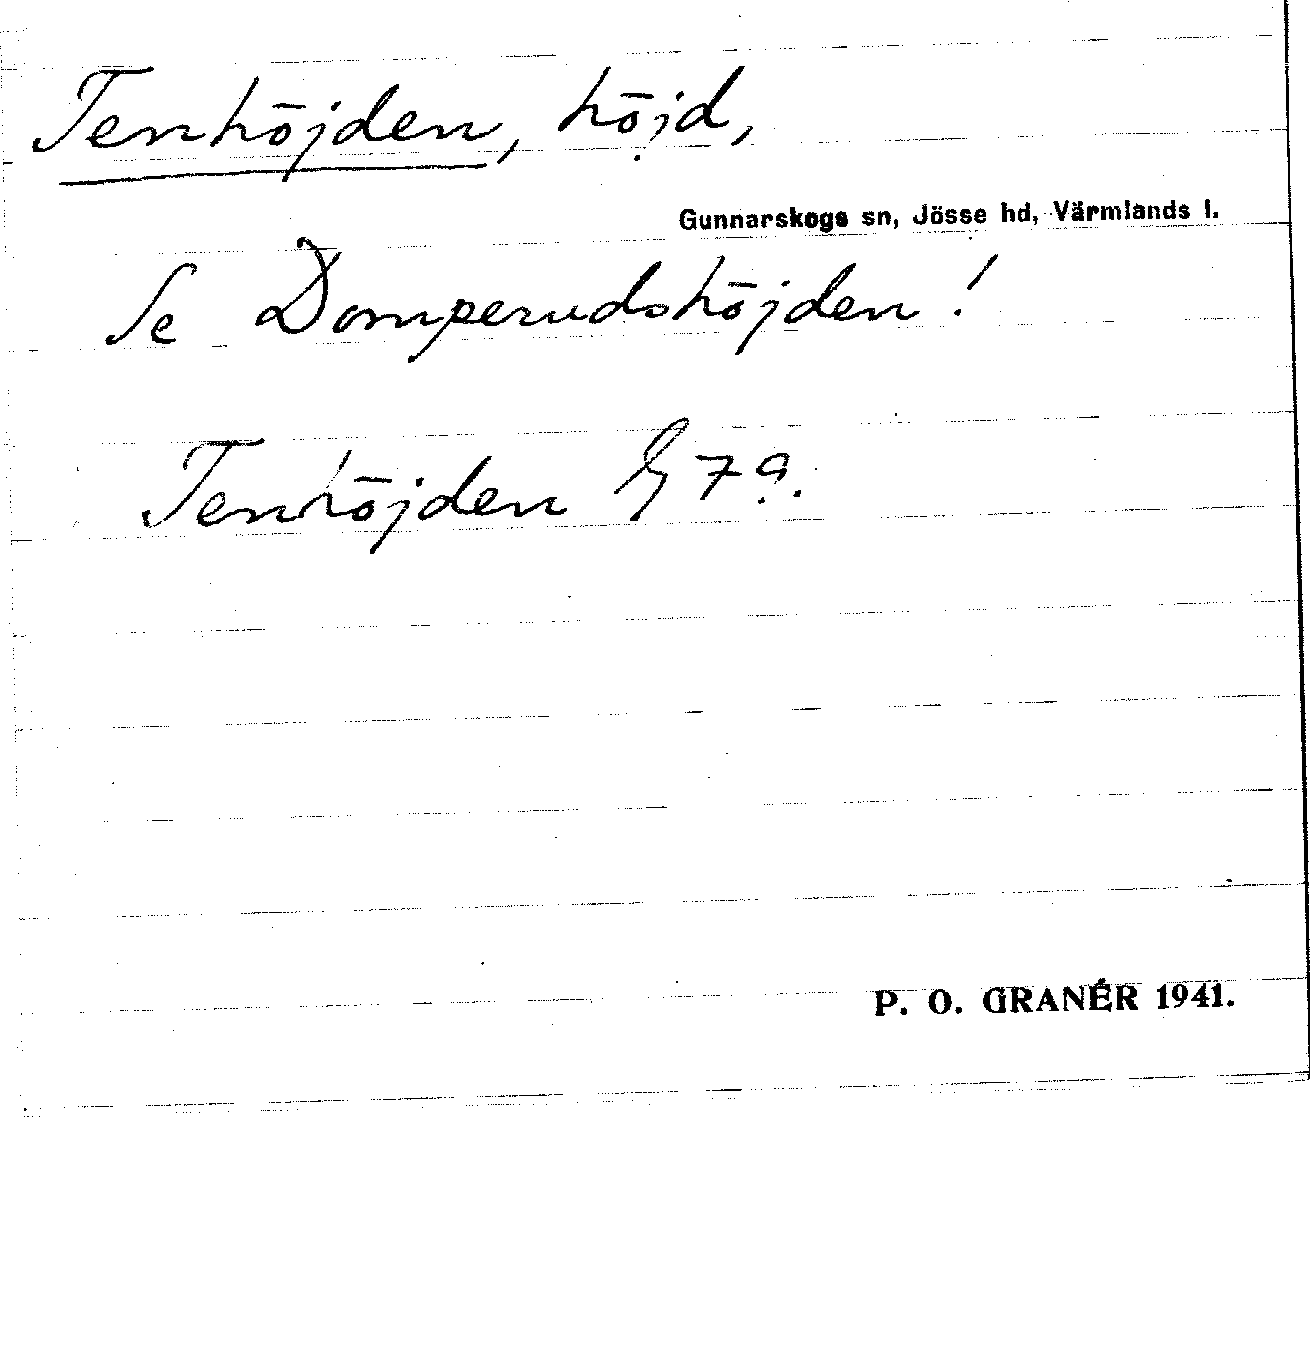 Tenhöjden, höjd,
Gunnarskogs sn, Jösse hd, Värmlands l.
Se Domperudshöjden!
Tenhöjden G 7 a.
P. O. GRANÉR 1941.